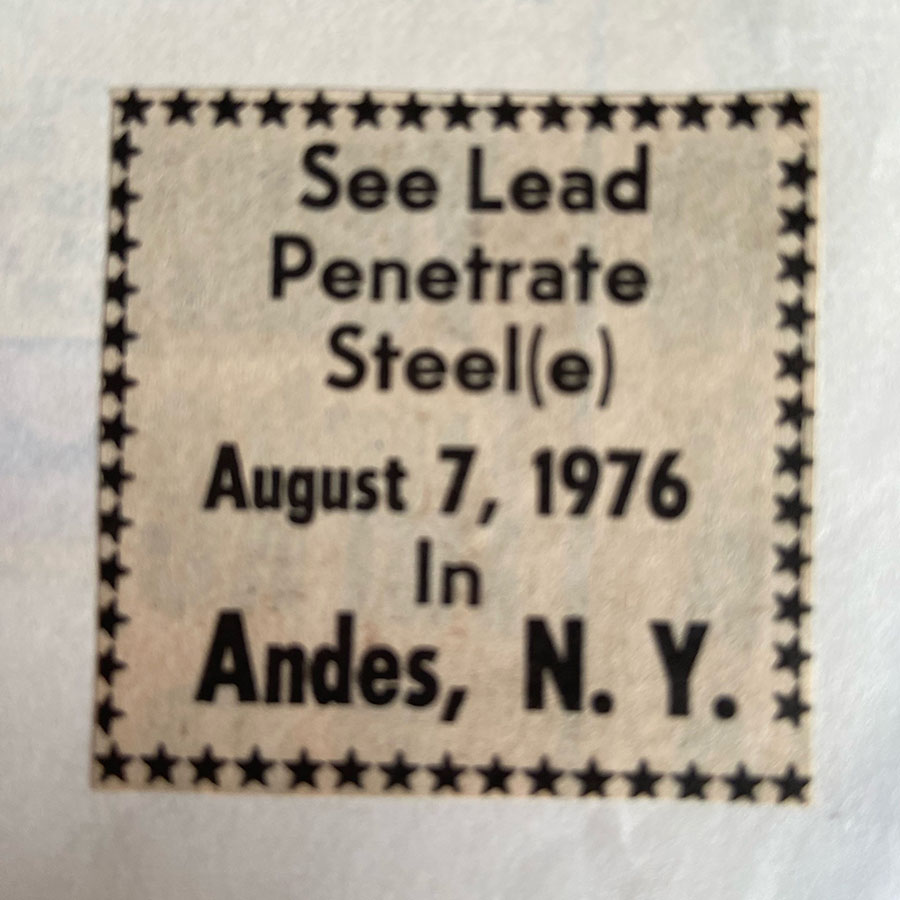 See Lead
Penetrate
Steel(e)
August 7, 1976
In
Andes, N. Y.